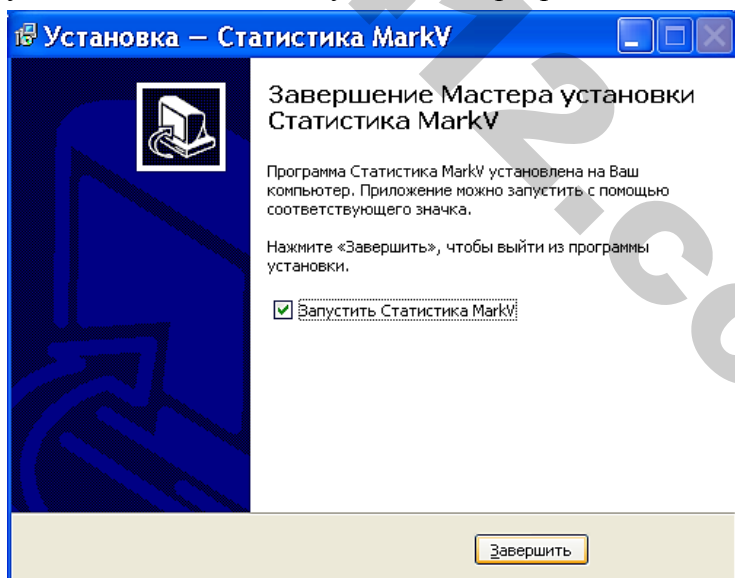 Установка — Статистика MarkV
Завершение Мастера установки
Статистика MarkV
Программа Статистика MarkV установлена на Ваш
компьютер. Приложение можно запустить с помощью
соответствующего значка.
Нажмите «Завершить», чтобы выйти из программы
установки.
Запустить Статистика MarkV
Завершить